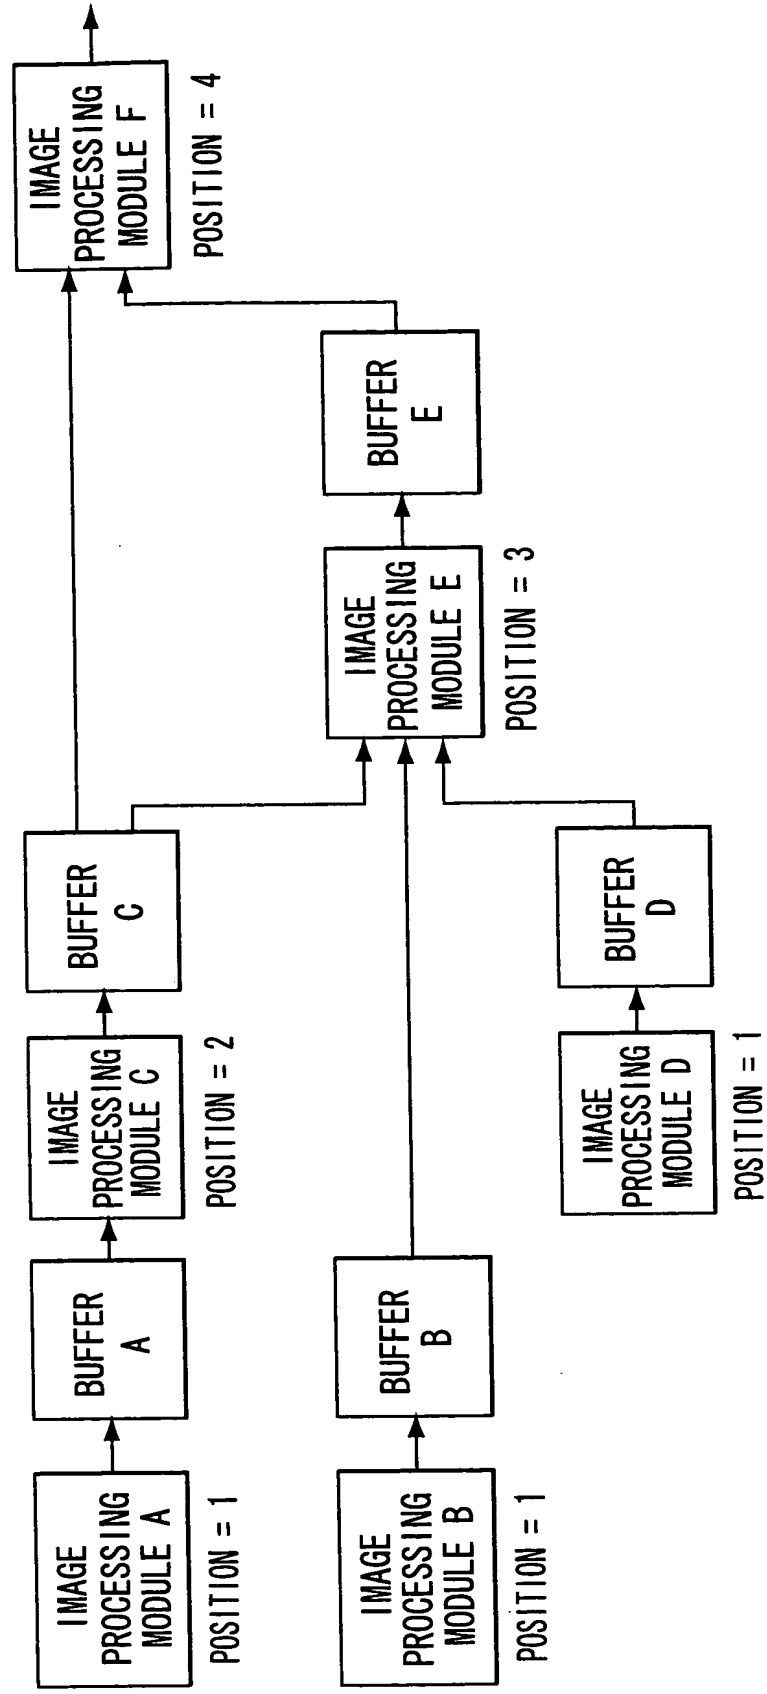 IMAGE
PROCESSING
MODULE A
POSITION = 1
BUFFER
A
IMAGE
PROCESSING
MODULE C
POSITION = 2
BUFFER
C
IMAGE
PROCESSING
MODULE F
POSITION = 4
IMAGE
PROCESSING
MODULE B
POSITION = 1
BUFFER
B
IMAGE
PROCESSING
MODULE E
POSITION = 3
BUFFER
E
IMAGE
PROCESSING
MODULE D
POSITION = 1
BUFFER
D